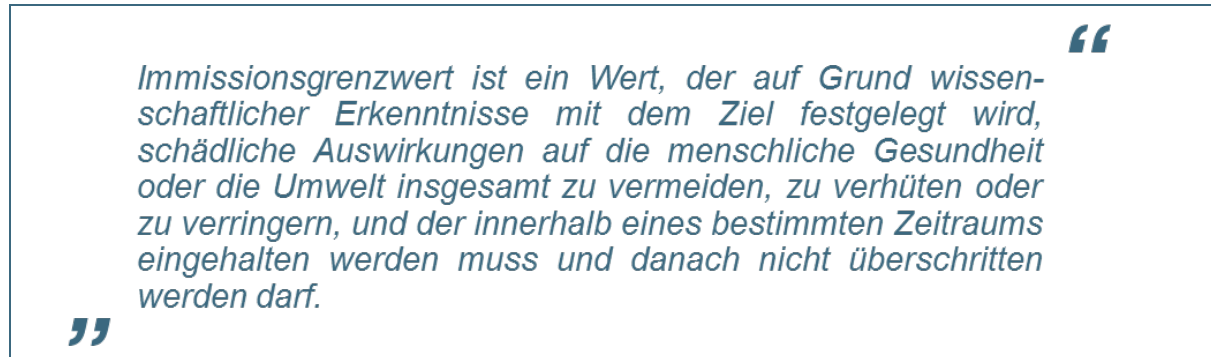 “
Immissionsgrenzwert ist ein Wert, der auf Grund wissen-
schaftlicher Erkenntnisse mit dem Ziel festgelegt wird,
schädliche Auswirkungen auf die menschliche Gesundheit
oder die Umwelt insgesamt zu vermeiden, zu verhüten oder
zu verringern, und der innerhalb eines bestimmten Zeitraums
eingehalten werden muss und danach nicht überschritten
werden darf.
”